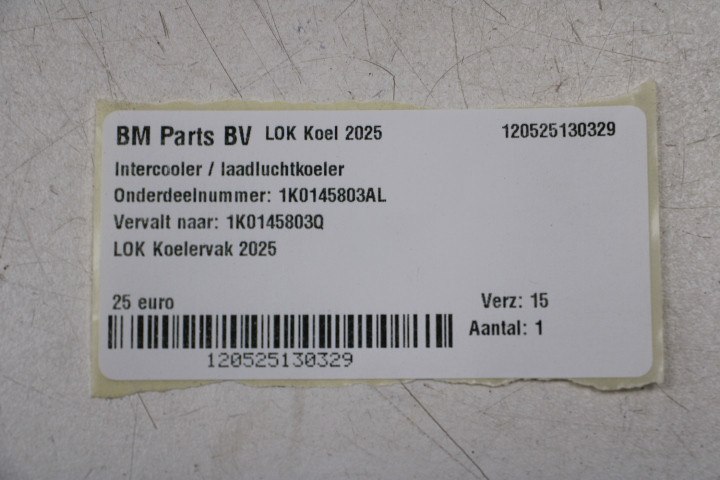 BM Parts BV LOK Koel 2025 120525130329
Intercooler / laadluchtkoeler
Onderdeelnummer: 1K0145803AL
Vervalt naar: 1K0145803Q
LOK Koelervak 2025
25 euro Verz: 15
Aantal: 1
120525130329